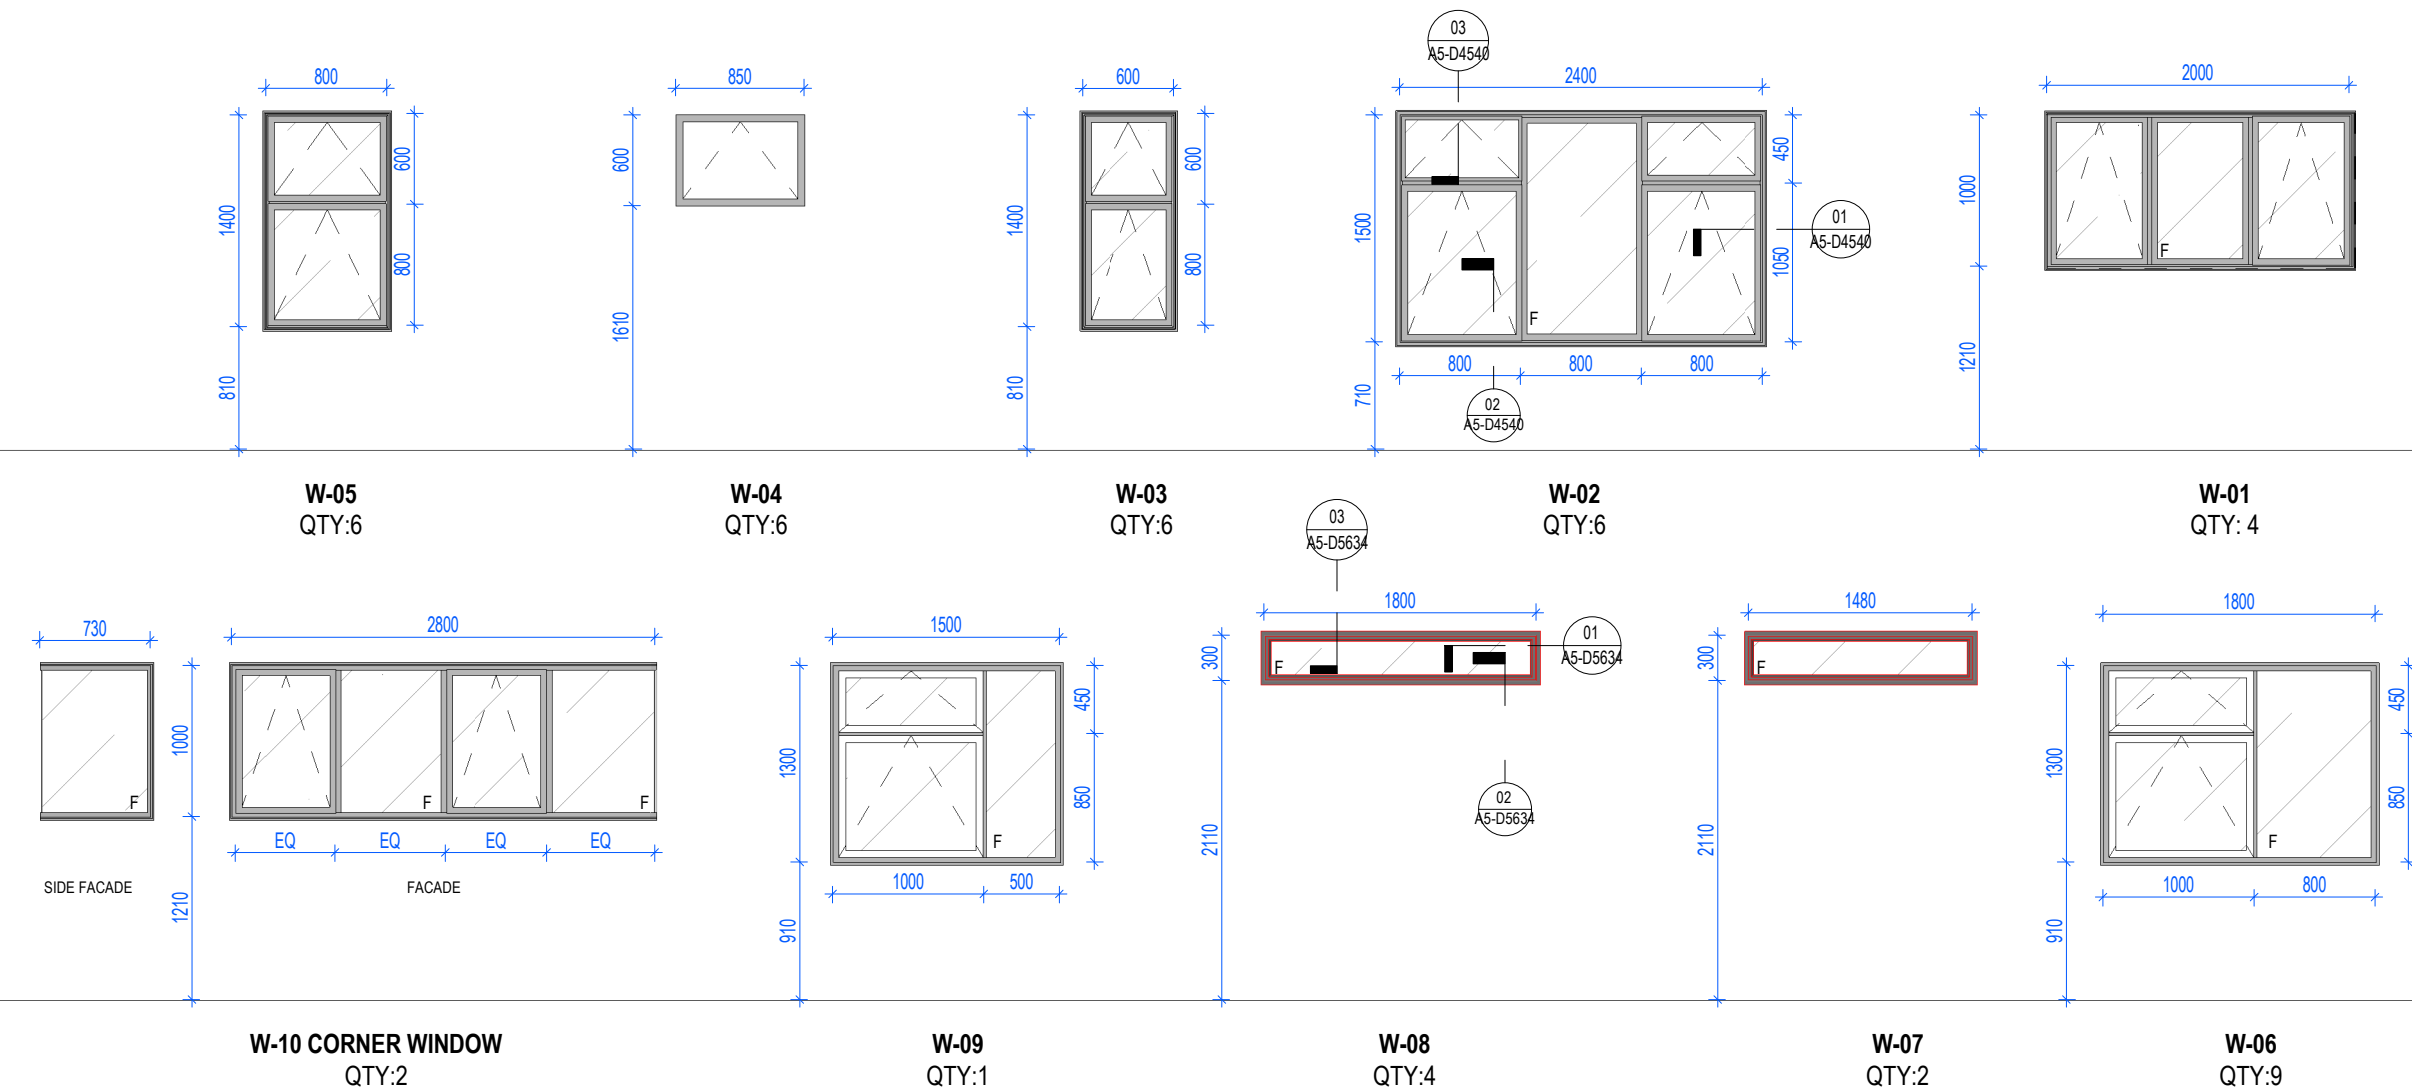 03
A5-D4540
800
850
600
2400
2000
1400
600
800
810
600
1610
1400
600
800
810
1500
450
1050
710
F
800
800
800
01
A5-D4540
02
A5-D4540
1000
1210
F
W-05
QTY:6
W-04
QTY:6
W-03
QTY:6
W-02
QTY:6
W-01
QTY: 4
03
A5-D5634
730
2800
1500
1800
1480
1800
F
1000
1210
F
F
EQ
EQ
EQ
EQ
SIDE FACADE
FACADE
1300
450
850
910
F
1000
500
300
2110
F
01
A5-D5634
02
A5-D5634
300
2110
F
1300
450
850
910
F
1000
800
W-10 CORNER WINDOW
QTY:2
W-09
QTY:1
W-08
QTY:4
W-07
QTY:2
W-06
QTY:9